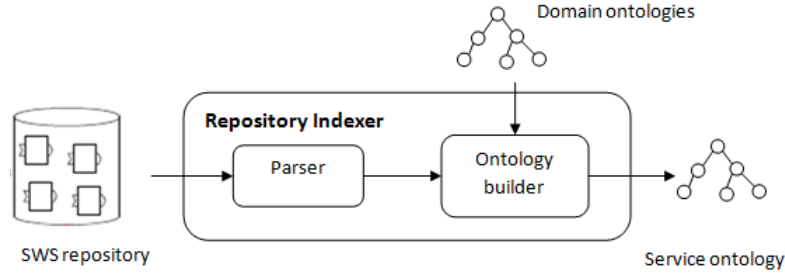 Domain ontologies
Repository Indexer
Parser
Ontology
builder
SWS repository
Service ontology